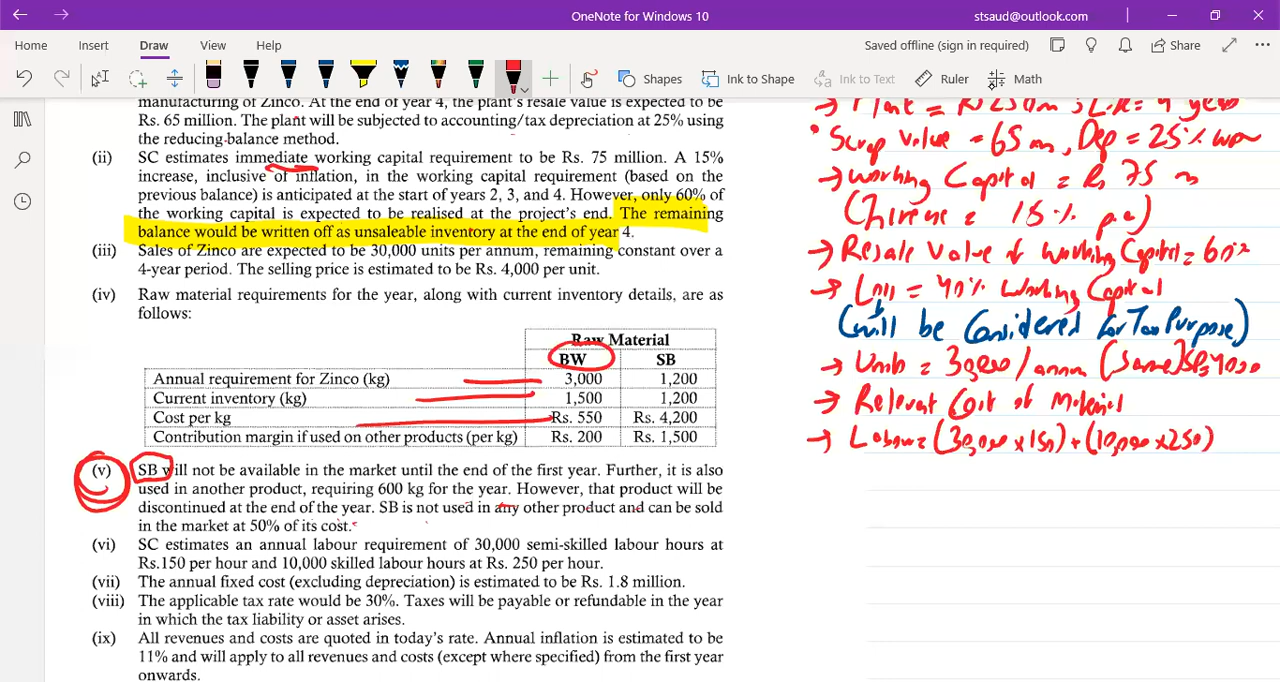 OneNote for Windows 10
stsaud@outlook.com
Home Insert Draw View Help
Saved offline (sign in required)
Share
Shapes
Ink to Shape
Ink to Text
Ruler
Math
manufacturing of Zinco. At the end of year 4, the plant's resale value is expected to be
Rs. 65 million. The plant will be subjected to accounting/tax depreciation at 25% using
the reducing-balance method.
(ii) SC estimates immediate working capital requirement to be Rs. 75 million. A 15%
increase, inclusive of inflation, in the working capital requirement (based on the
previous balance) is anticipated at the start of years 2, 3, and 4. However, only 60% of
the working capital is expected to be realised at the project's end. The remaining
balance would be written off as unsaleable inventory at the end of year 4.
(iii) Sales of Zinco are expected to be 30,000 units per annum, remaining constant over a
4-year period. The selling price is estimated to be Rs. 4,000 per unit.
(iv) Raw material requirements for the year, along with current inventory details, are as
follows:
Raw Material
BW SB
Annual requirement for Zinco (kg) 3,000 1,200
Current inventory (kg) 1,500 1,200
Cost per kg Rs. 550 Rs. 4,200
Contribution margin if used on other products (per kg) Rs. 200 Rs. 1,500
(v) SB will not be available in the market until the end of the first year. Further, it is also
used in another product, requiring 600 kg for the year. However, that product will be
discontinued at the end of the year. SB is not used in any other product and can be sold
in the market at 50% of its cost.
(vi) SC estimates an annual labour requirement of 30,000 semi-skilled labour hours at
Rs.150 per hour and 10,000 skilled labour hours at Rs. 250 per hour.
(vii) The annual fixed cost (excluding depreciation) is estimated to be Rs. 1.8 million.
(viii) The applicable tax rate would be 30%. Taxes will be payable or refundable in the year
in which the tax liability or asset arises.
(ix) All revenues and costs are quoted in today's rate. Annual inflation is estimated to be
11% and will apply to all revenues and costs (except where specified) from the first year
onwards.
→ Plant = Rs 250m
Scrap Value = 65 m, Dep = 25%
→ Working Capital = Rs 75 m
= 15% p.a)
→ Resale Value of Working Capital = 60%
→ Loss = 40% Working Capital
(will be Considered for Tax Purpose)
→ Units = 30,000/annum (Same) SP=4000
→ Relevant Cost of Material
→ Labour = (30,000 x 150) + (10,000 x 250)